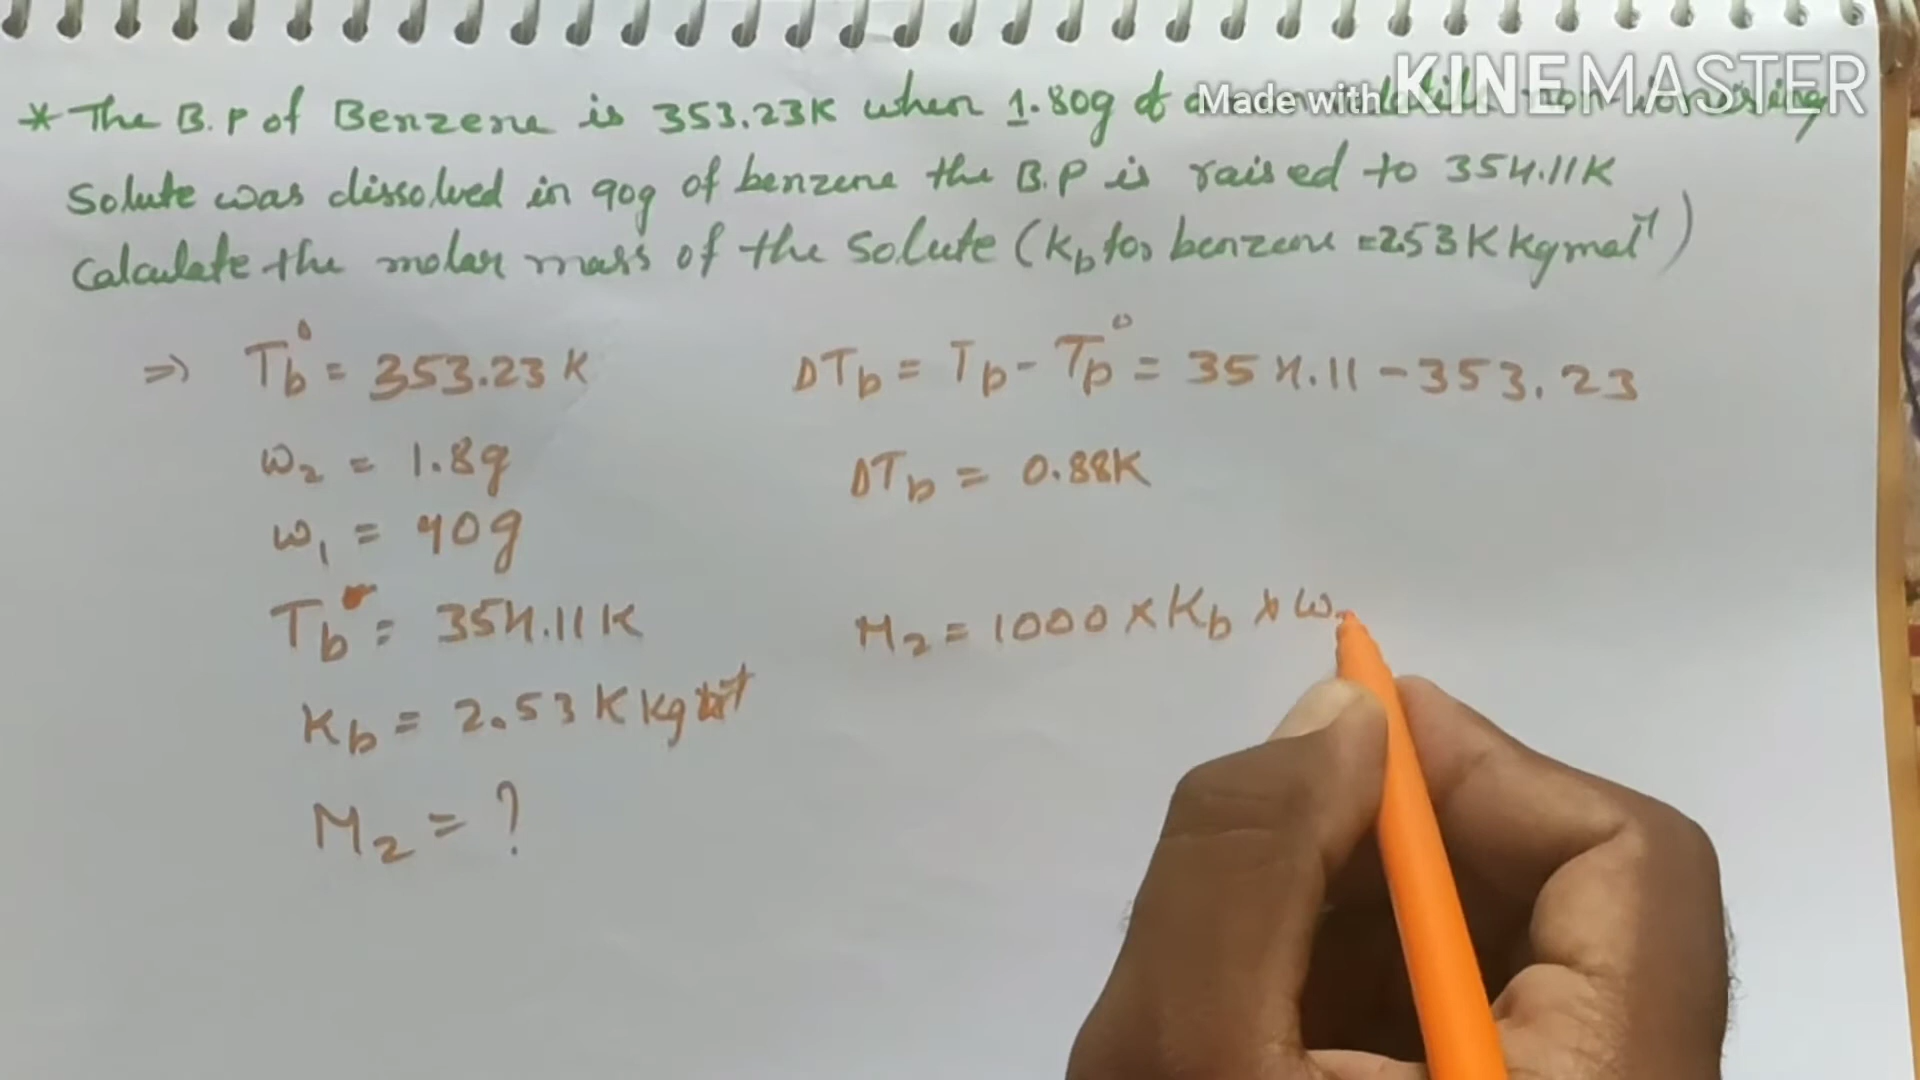 Made with KINEMASTER
* The B.P of Benzene is 353.23K when 1.80g of a non-ionising
Solute was dissolved in 90g of benzene the B.P is raised to 354.11K
Calculate the molar mass of the solute (Kb for benzene = 2.53 K Kg mol⁻¹)
⇒ Tb° = 353.23 K
ΔTb = Tb - Tb° = 354.11 - 353.23
w₂ = 1.8g
ΔTb = 0.88K
w₁ = 90g
Tb = 354.11 K
M₂ = 1000 × Kb × w
Kb = 2.53 K Kg
M₂ = ?